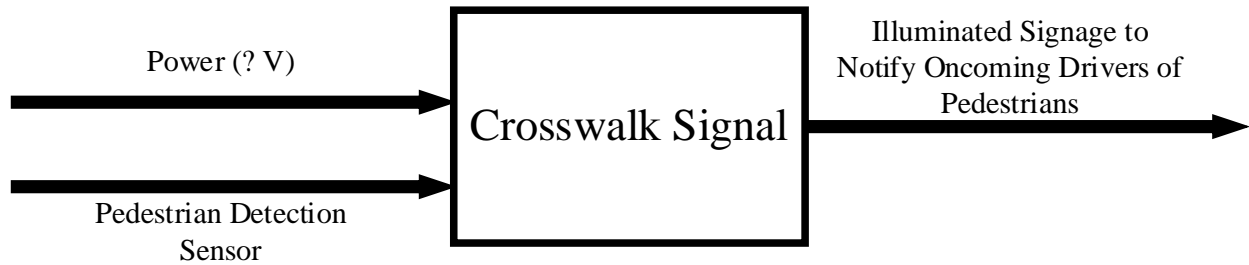 Power (? V)
Pedestrian Detection
Sensor
Crosswalk Signal
Illuminated Signage to
Notify Oncoming Drivers of
Pedestrians